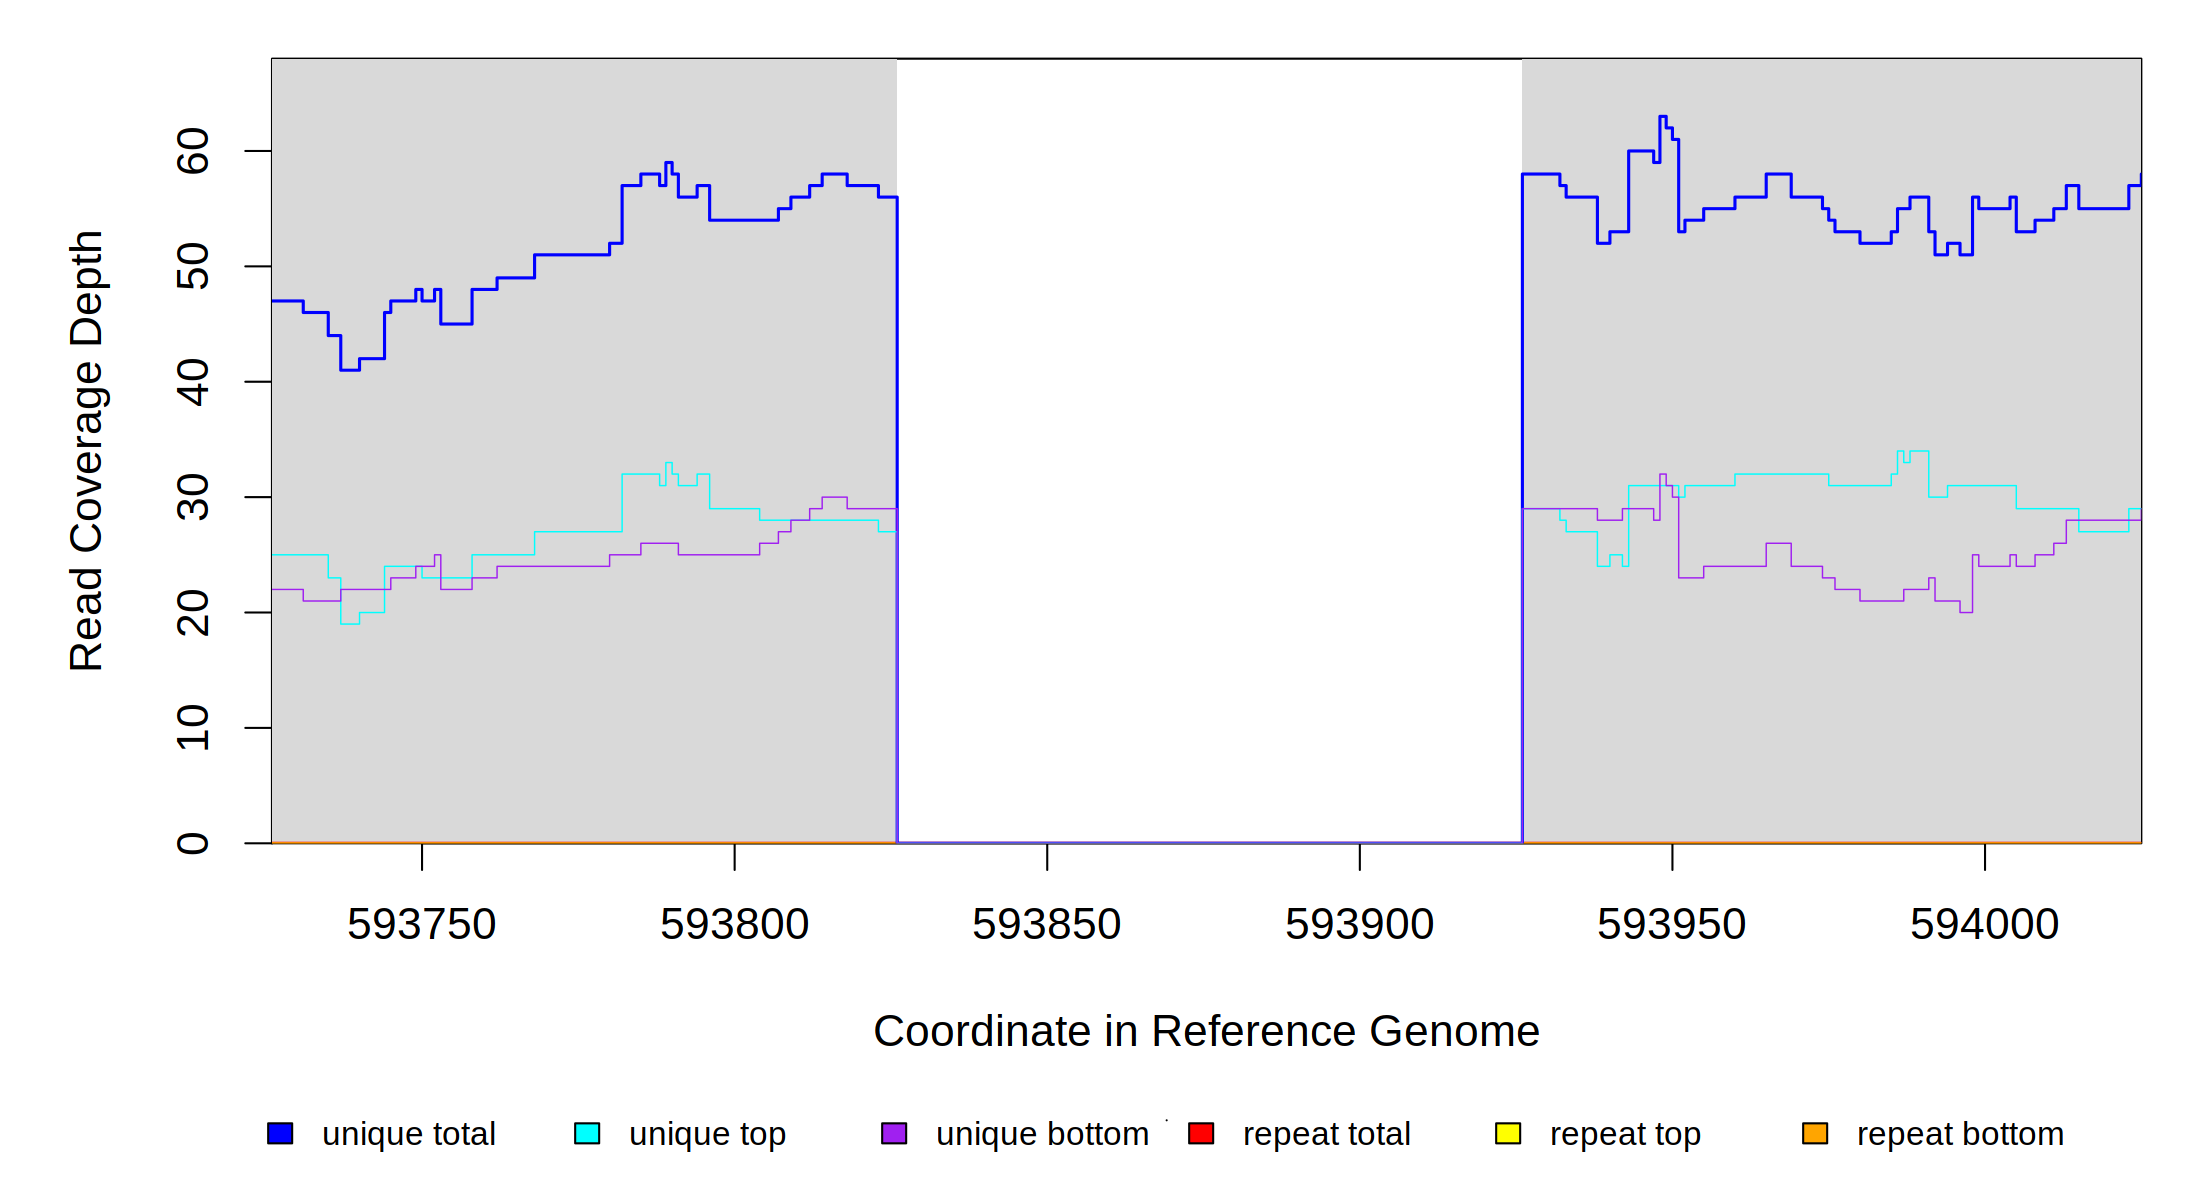 Read Coverage Depth
60
50
40
30
20
10
0
593750 593800 593850 593900 593950 594000
Coordinate in Reference Genome
unique total unique top unique bottom repeat total repeat top repeat bottom